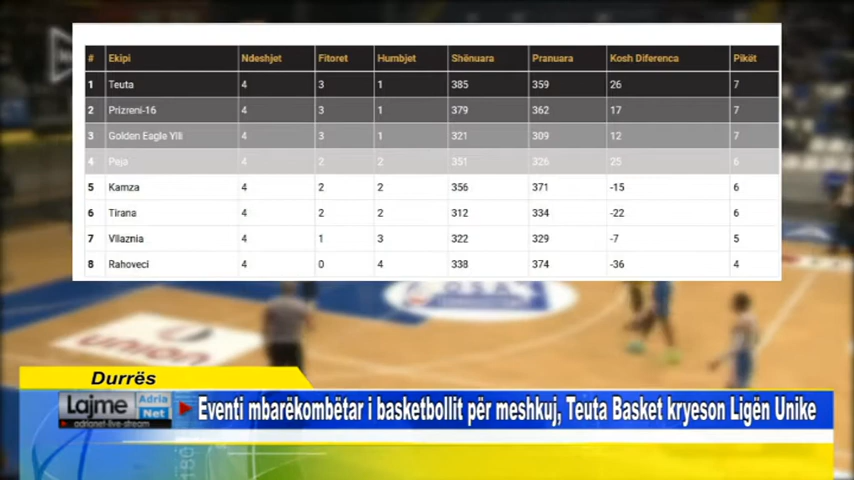 # Ekipi Ndeshjet Fitoret Humbjet Shënuara Pranuara Kosh Diferenca Pikët
1 Teuta 4 3 1 385 359 26 7
2 Prizreni-16 4 3 1 379 362 17 7
3 Golden Eagle Ylli 4 3 1 321 309 12 7
4 Peja 4 2 2 351 326 25 6
5 Kamza 4 2 2 356 371 -15 6
6 Tirana 4 2 2 312 334 -22 6
7 Vllaznia 4 1 3 322 329 -7 5
8 Rahoveci 4 0 4 338 374 -36 4
union
Durrës
Lajme Adria Net
adrianet-live-stream
Eventi mbarëkombëtar i basketbollit për meshkuj, Teuta Basket kryeson Ligën Unike